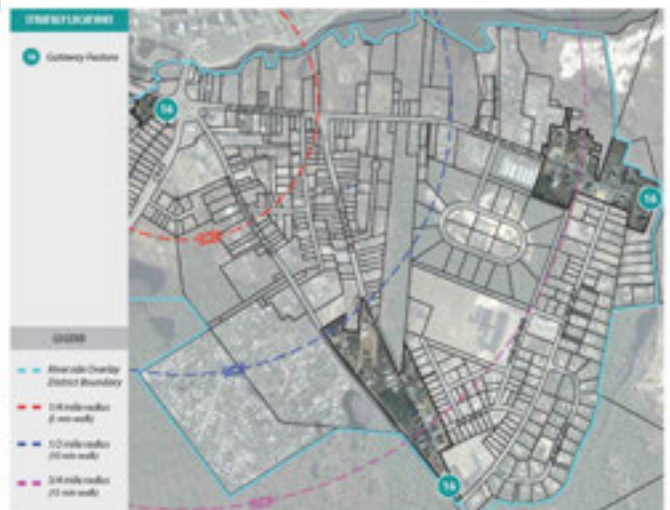 STRATEGY LOCATIONS
14 Gateway Feature
14
14
14
LEGEND
Riverside Overlay
District Boundary
1/4 mile radius
(5 min walk)
1/2 mile radius
(10 min walk)
3/4 mile radius
(15 min walk)